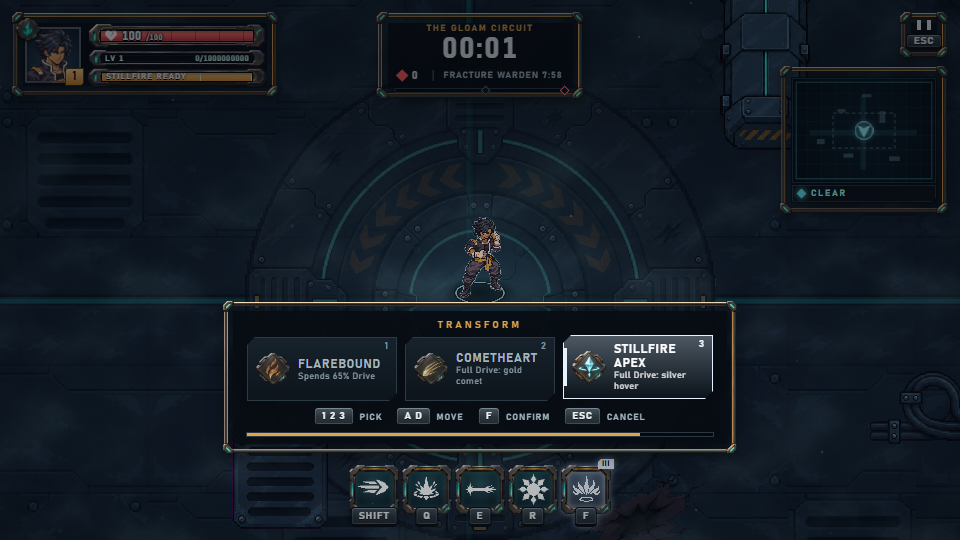 100 /100
LV 1 0/1000000000
STILLFIRE READY
1
THE GLOAM CIRCUIT
00:01
0 | FRACTURE WARDEN 7:58
ESC
CLEAR
TRANSFORM
1
FLAREBOUND
Spends 65% Drive
2
COMETHEART
Full Drive: gold
comet
3
STILLFIRE
APEX
Full Drive: silver
hover
1 2 3 PICK A D MOVE F CONFIRM ESC CANCEL
III
SHIFT Q E R F